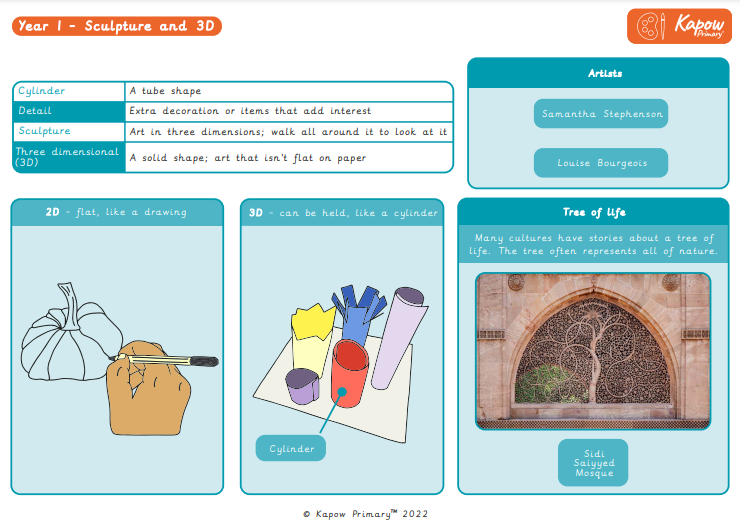 Year 1 - Sculpture and 3D
Kapow
Primary
Cylinder
A tube shape
Detail
Extra decoration or items that add interest
Sculpture
Art in three dimensions; walk all around it to look at it
Three dimensional
(3D)
A solid shape; art that isn't flat on paper
Artists
Samantha Stephenson
Louise Bourgeois
2D - flat, like a drawing
3D - can be held, like a cylinder
Cylinder
Tree of life
Many cultures have stories about a tree of
life. The tree often represents all of nature.
Sidi
Saiyyed
Mosque
© Kapow Primary™ 2022